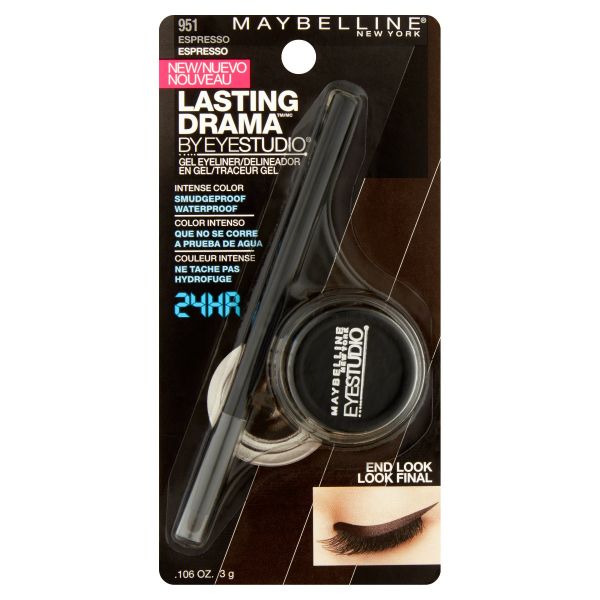 951
ESPRESSO
ESPRESSO
MAYBELLINE
NEW YORK
NEW/NUEVO
NOUVEAU
LASTING
DRAMA™/MC
BY EYESTUDIO®
GEL EYELINER/DELINEADOR
EN GEL/TRACEUR GEL
INTENSE COLOR
SMUDGEPROOF
WATERPROOF
COLOR INTENSO
QUE NO SE CORRE
A PRUEBA DE AGUA
COULEUR INTENSE
NE TACHE PAS
HYDROFUGE
24HR
MAYBELLINE
NEW YORK
EYESTUDIO
END LOOK
LOOK FINAL
.106 OZ. 3 g